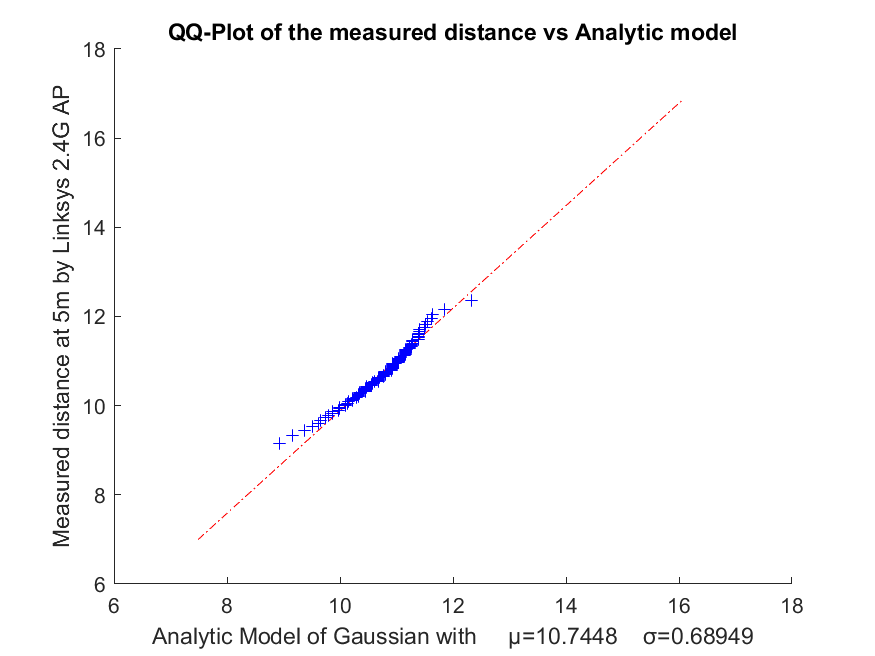 QQ-Plot of the measured distance vs Analytic model
18
16
14
12
10
8
6
Measured distance at 5m by Linksys 2.4G AP
6 8 10 12 14 16 18
Analytic Model of Gaussian with μ=10.7448 σ=0.68949